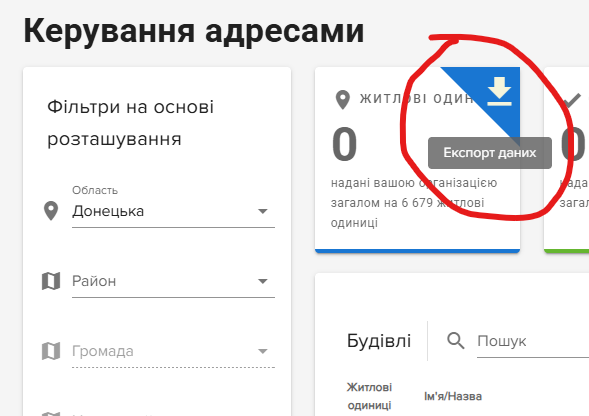 Керування адресами
Фільтри на основі
розташування
Область
Донецька
Район
Громада
ЖИТЛОВІ ОДИН
0
Експорт даних
надані вашою організацією
загалом на 6 679 житлові
одиниці
0
Будівлі
Пошук
Житлові
одиниці
Ім'я/Назва